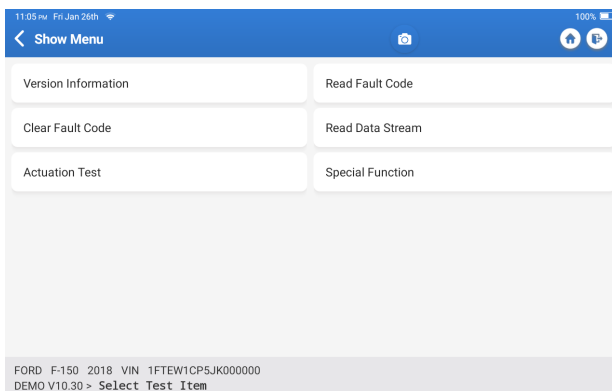 11:05 PM Fri Jan 26th 100%
Show Menu
Version Information Read Fault Code
Clear Fault Code Read Data Stream
Actuation Test Special Function
FORD F-150 2018 VIN 1FTEW1CP5JK000000
DEMO V10.30 > Select Test Item